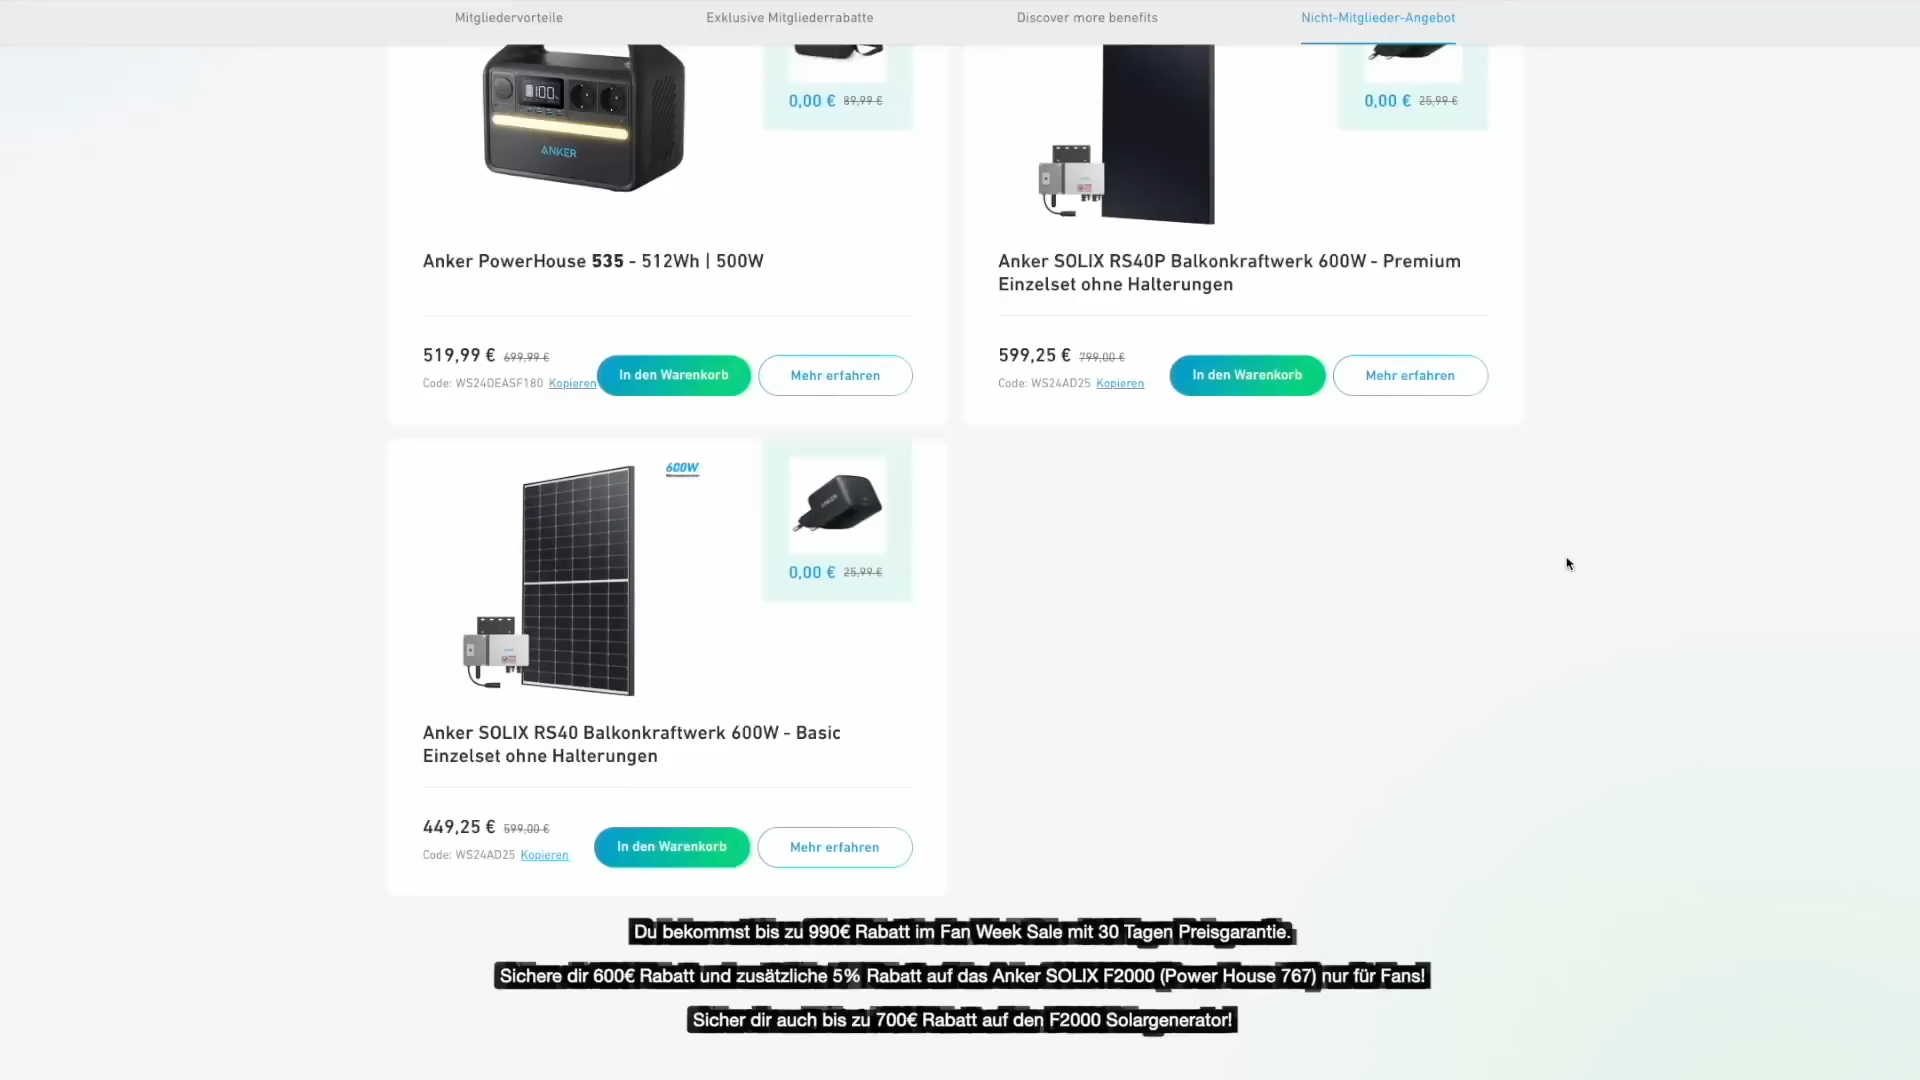 Mitgliedervorteile
Exklusive Mitgliederrabatte
Discover more benefits
Nicht-Mitglieder-Angebot
100%
ANKER
0,00 € 89,99 €
0,00 € 25,99 €
Anker PowerHouse 535 - 512Wh | 500W
519,99 € 699,99 €
Code: WS24DEASF180 Kopieren
In den Warenkorb
Mehr erfahren
Anker SOLIX RS40P Balkonkraftwerk 600W - Premium
Einzelset ohne Halterungen
599,25 € 799,00 €
Code: WS24AD25 Kopieren
In den Warenkorb
Mehr erfahren
600W
ANKER
0,00 € 25,99 €
Anker SOLIX RS40 Balkonkraftwerk 600W - Basic
Einzelset ohne Halterungen
449,25 € 599,00 €
Code: WS24AD25 Kopieren
In den Warenkorb
Mehr erfahren
Du bekommst bis zu 990€ Rabatt im Fan Week Sale mit 30 Tagen Preisgarantie.
Sichere dir 600€ Rabatt und zusätzliche 5% Rabatt auf das Anker SOLIX F2000 (Power House 767) nur für Fans!
Sicher dir auch bis zu 700€ Rabatt auf den F2000 Solargenerator!